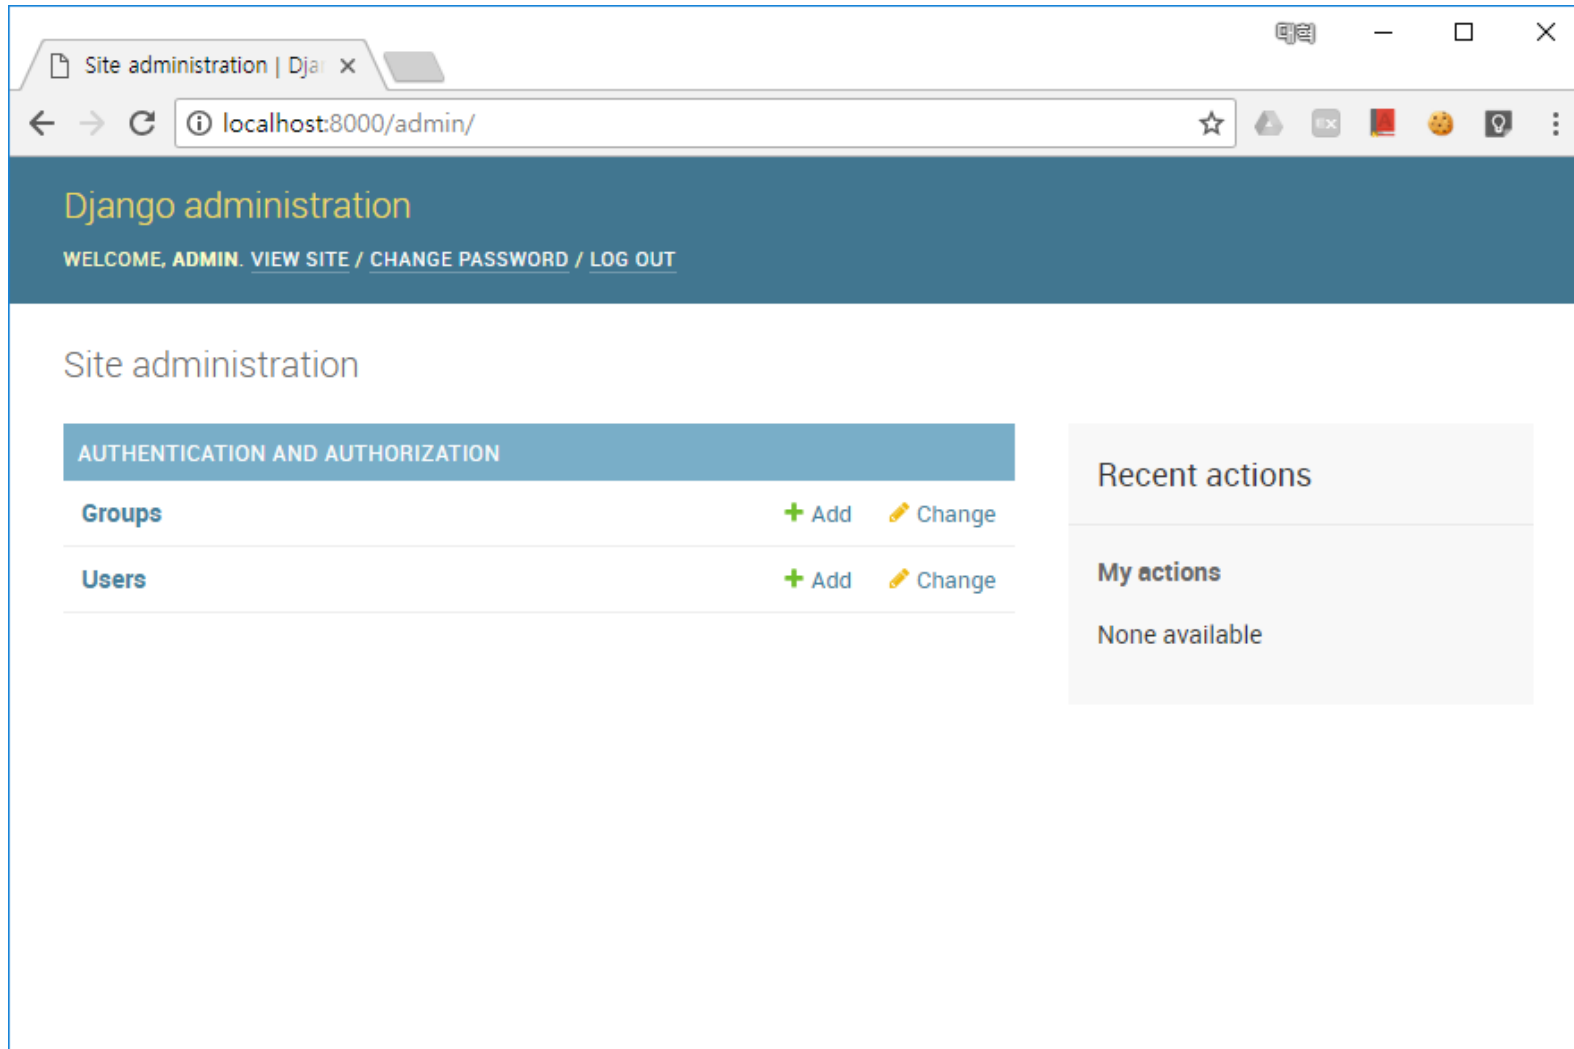 Site administration | Dja
localhost:8000/admin/
EX
Django administration
WELCOME, ADMIN. VIEW SITE / CHANGE PASSWORD / LOG OUT
Site administration
AUTHENTICATION AND AUTHORIZATION
Groups Add Change
Users Add Change
Recent actions
My actions
None available